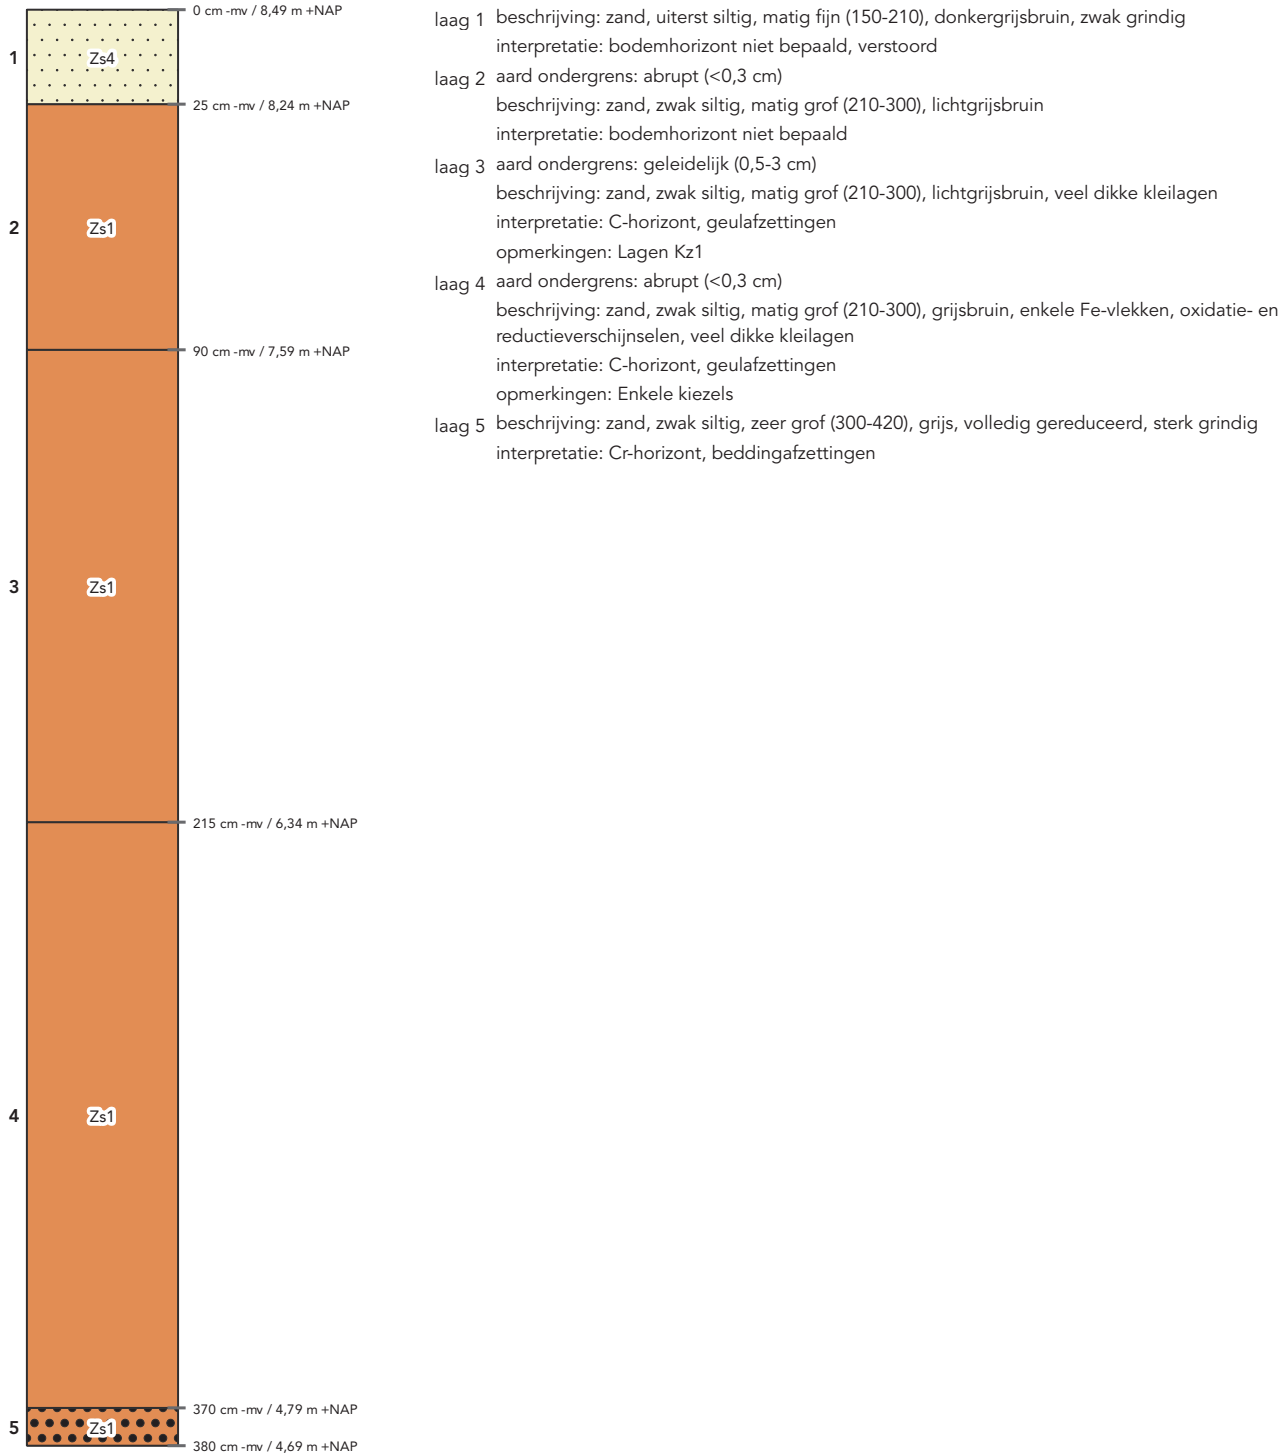 0 cm -mv / 8,49 m +NAP
1
Zs4
25 cm -mv / 8,24 m +NAP
2
Zs1
90 cm -mv / 7,59 m +NAP
3
Zs1
215 cm -mv / 6,34 m +NAP
4
Zs1
370 cm -mv / 4,79 m +NAP
5
Zs1
380 cm -mv / 4,69 m +NAP
laag 1 beschrijving: zand, uiterst siltig, matig fijn (150-210), donkergrijsbruin, zwak grindig
interpretatie: bodemhorizont niet bepaald, verstoord
laag 2 aard ondergrens: abrupt (<0,3 cm)
beschrijving: zand, zwak siltig, matig grof (210-300), lichtgrijsbruin
interpretatie: bodemhorizont niet bepaald
laag 3 aard ondergrens: geleidelijk (0,5-3 cm)
beschrijving: zand, zwak siltig, matig grof (210-300), lichtgrijsbruin, veel dikke kleilagen
interpretatie: C-horizont, geulafzettingen
opmerkingen: Lagen Kz1
laag 4 aard ondergrens: abrupt (<0,3 cm)
beschrijving: zand, zwak siltig, matig grof (210-300), grijsbruin, enkele Fe-vlekken, oxidatie- en
reductieverschijnselen, veel dikke kleilagen
interpretatie: C-horizont, geulafzettingen
opmerkingen: Enkele kiezels
laag 5 beschrijving: zand, zwak siltig, zeer grof (300-420), grijs, volledig gereduceerd, sterk grindig
interpretatie: Cr-horizont, beddingafzettingen